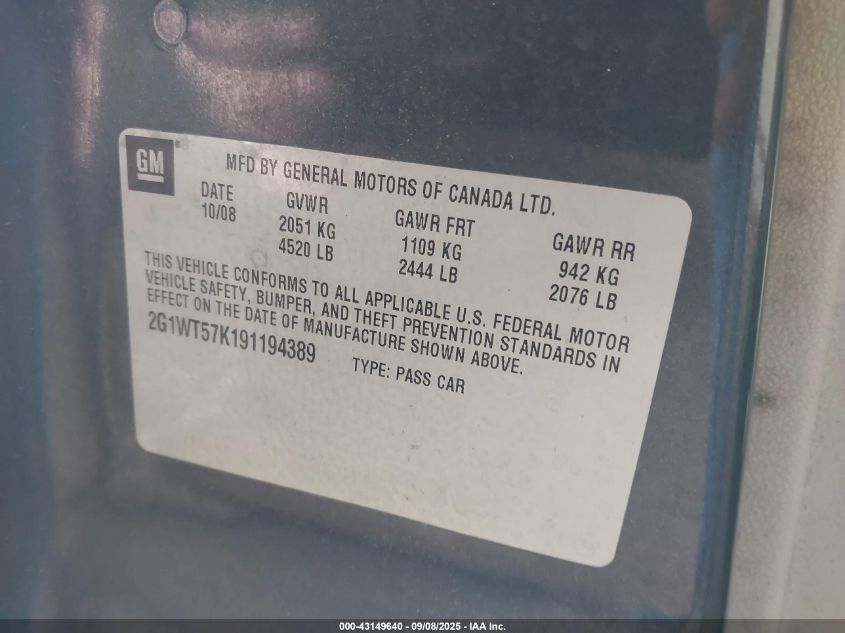 GM
MFD BY GENERAL MOTORS OF CANADA LTD.
DATE GVWR GAWR FRT GAWR RR
10/08 2051 KG 1109 KG 942 KG
4520 LB 2444 LB 2076 LB
THIS VEHICLE CONFORMS TO ALL APPLICABLE U.S. FEDERAL MOTOR
VEHICLE SAFETY, BUMPER, AND THEFT PREVENTION STANDARDS IN
EFFECT ON THE DATE OF MANUFACTURE SHOWN ABOVE.
2G1WT57K191194389 TYPE: PASS CAR
000-43149640 - 09/08/2025 - IAA Inc.